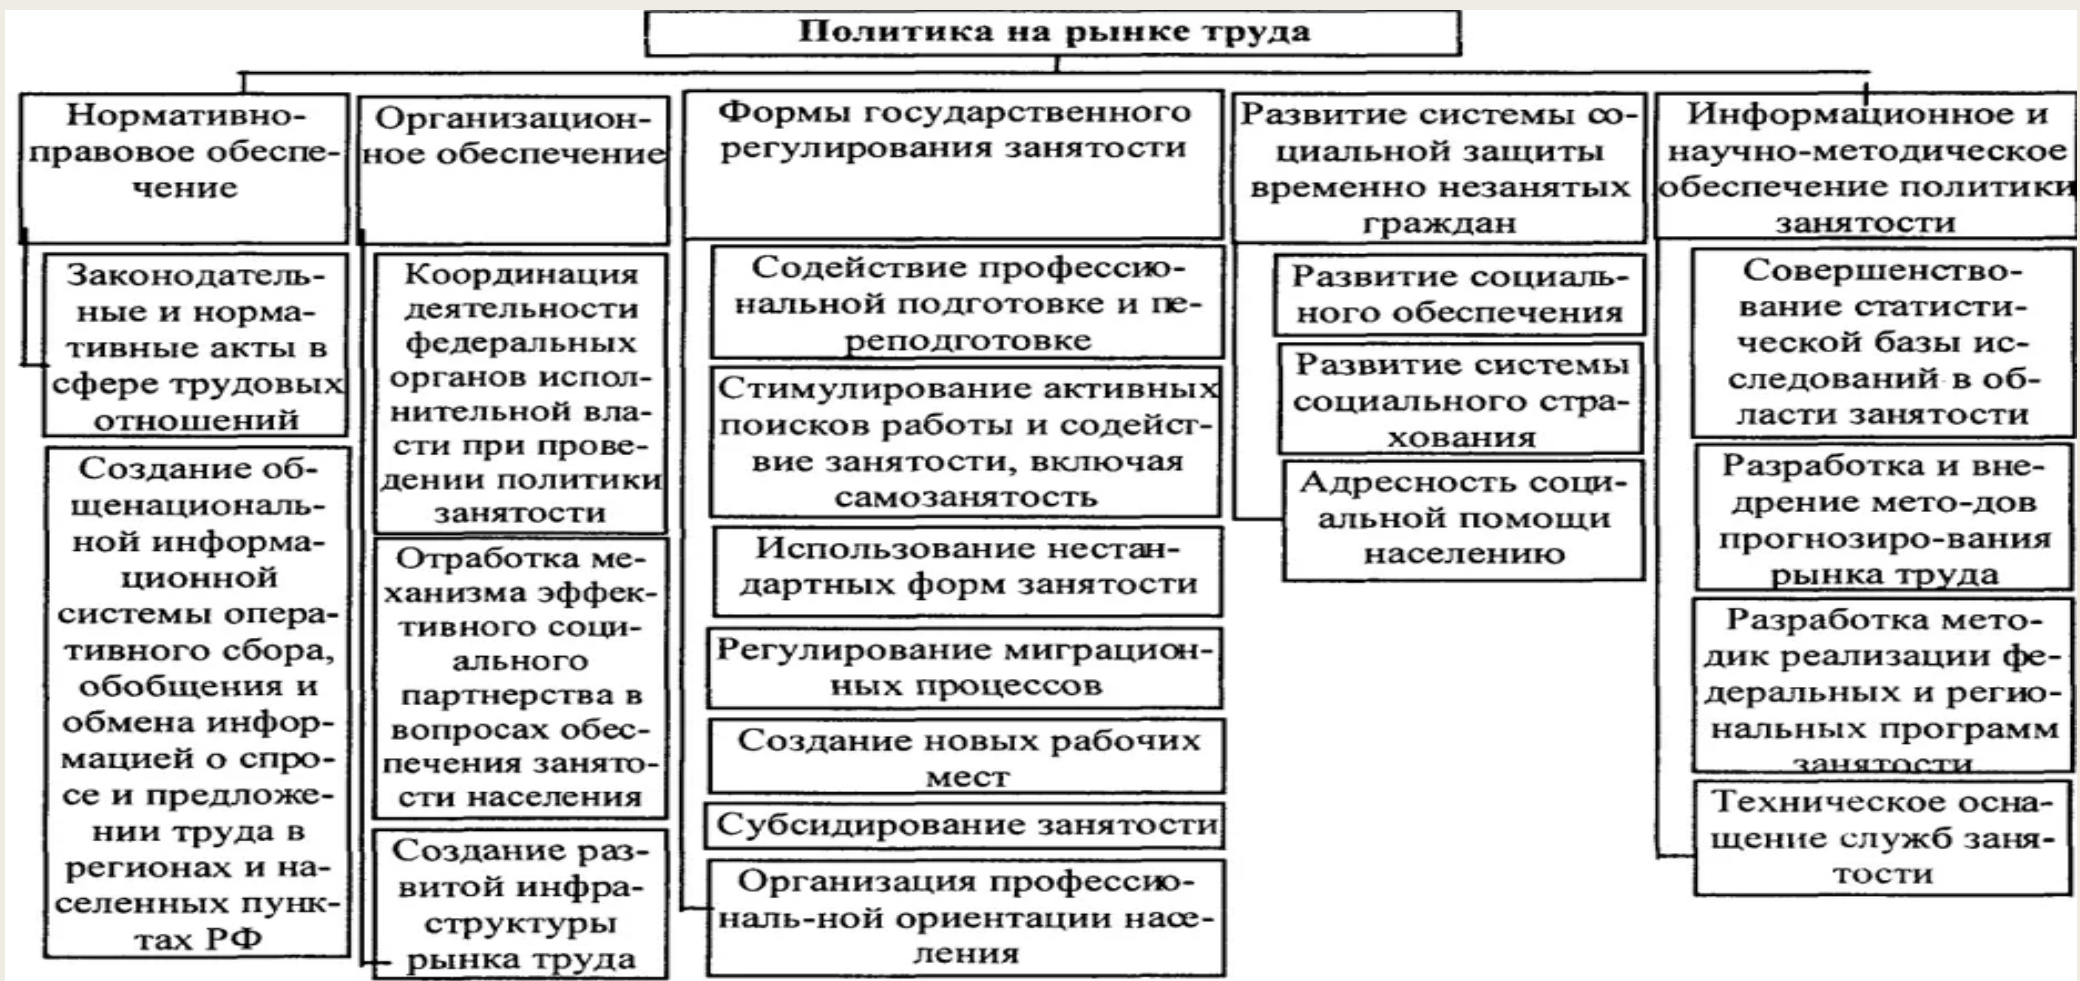 Политика на рынке труда
Нормативно-
правовое обеспе-
чение
Законодатель-
ные и норма-
тивные акты в
сфере трудовых
отношений
Создание об-
щенациональ-
ной информа-
ционной
системы опера-
тивного сбора,
обобщения и
обмена инфор-
мацией о спро-
се и предложе-
нии труда в
регионах и на-
селенных пунк-
тах РФ
Организацион-
ное обеспечение
Координация
деятельности
федеральных
органов испол-
нительной вла-
сти при прове-
дении политики
занятости
Отработка ме-
ханизма эффек-
тивного соци-
ального
партнерства в
вопросах обес-
печения занято-
сти населения
Создание раз-
витой инфра-
структуры
рынка труда
Формы государственного
регулирования занятости
Содействие профессио-
нальной подготовке и пе-
реподготовке
Стимулирование активных
поисков работы и содейст-
вие занятости, включая
самозанятость
Использование нестан-
дартных форм занятости
Регулирование миграцион-
ных процессов
Создание новых рабочих
мест
Субсидирование занятости
Организация профессио-
наль-ной ориентации насе-
ления
Развитие системы со-
циальной защиты
временно незанятых
граждан
Развитие социаль-
ного обеспечения
Развитие системы
социального стра-
хования
Адресность соци-
альной помощи
населению
Информационное и
научно-методическое
обеспечение политики
занятости
Совершенство-
вание статисти-
ческой базы ис-
следований в об-
ласти занятости
Разработка и вне-
дрение мето-дов
прогнозиро-вания
рынка труда
Разработка мето-
дик реализации фе-
деральных и регио-
нальных программ
занятости
Техническое осна-
щение служб заня-
тости